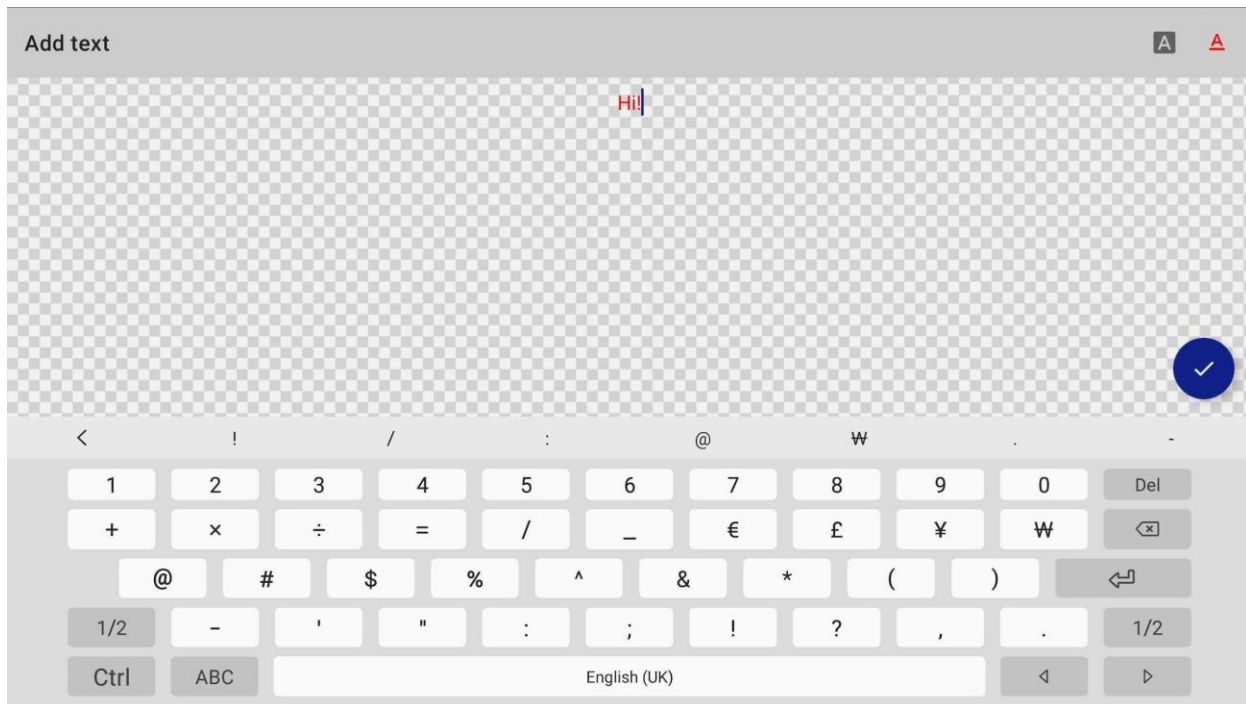 Add text A A
Hi!
< ! / : @ ₩ . -
1 2 3 4 5 6 7 8 9 0 Del
+ × ÷ = / _ € £ ¥ ₩
@ # $ % ^ & * ( )
1/2 - ' " : ; ! ? , . 1/2
Ctrl ABC English (UK)